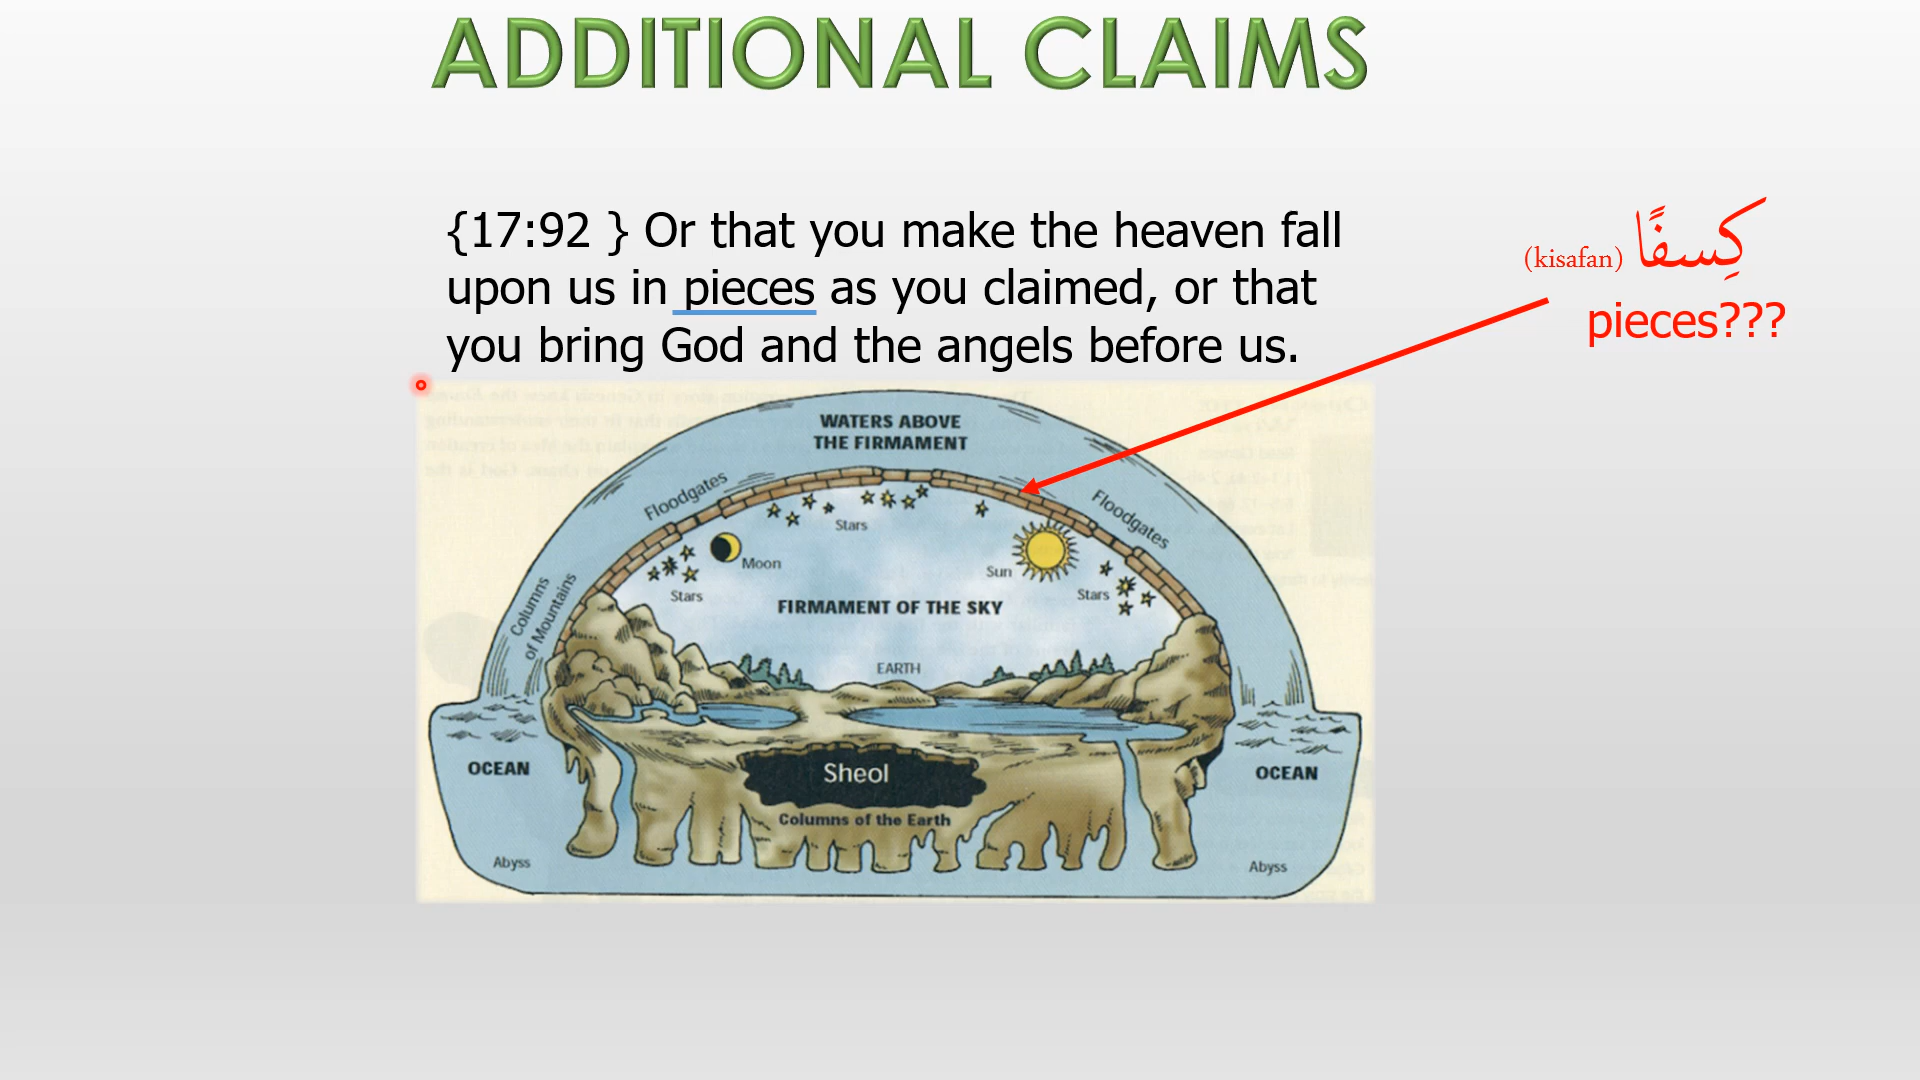 ADDITIONAL CLAIMS
{17:92 } Or that you make the heaven fall
upon us in pieces as you claimed, or that
you bring God and the angels before us.
(kisafan) كِسفًا
pieces???
WATERS ABOVE
THE FIRMAMENT
Floodgates
Floodgates
Stars
Moon
Sun
Stars
Stars
Columns
of Mountains
FIRMAMENT OF THE SKY
EARTH
OCEAN
Sheol
OCEAN
Columns of the Earth
Abyss
Abyss